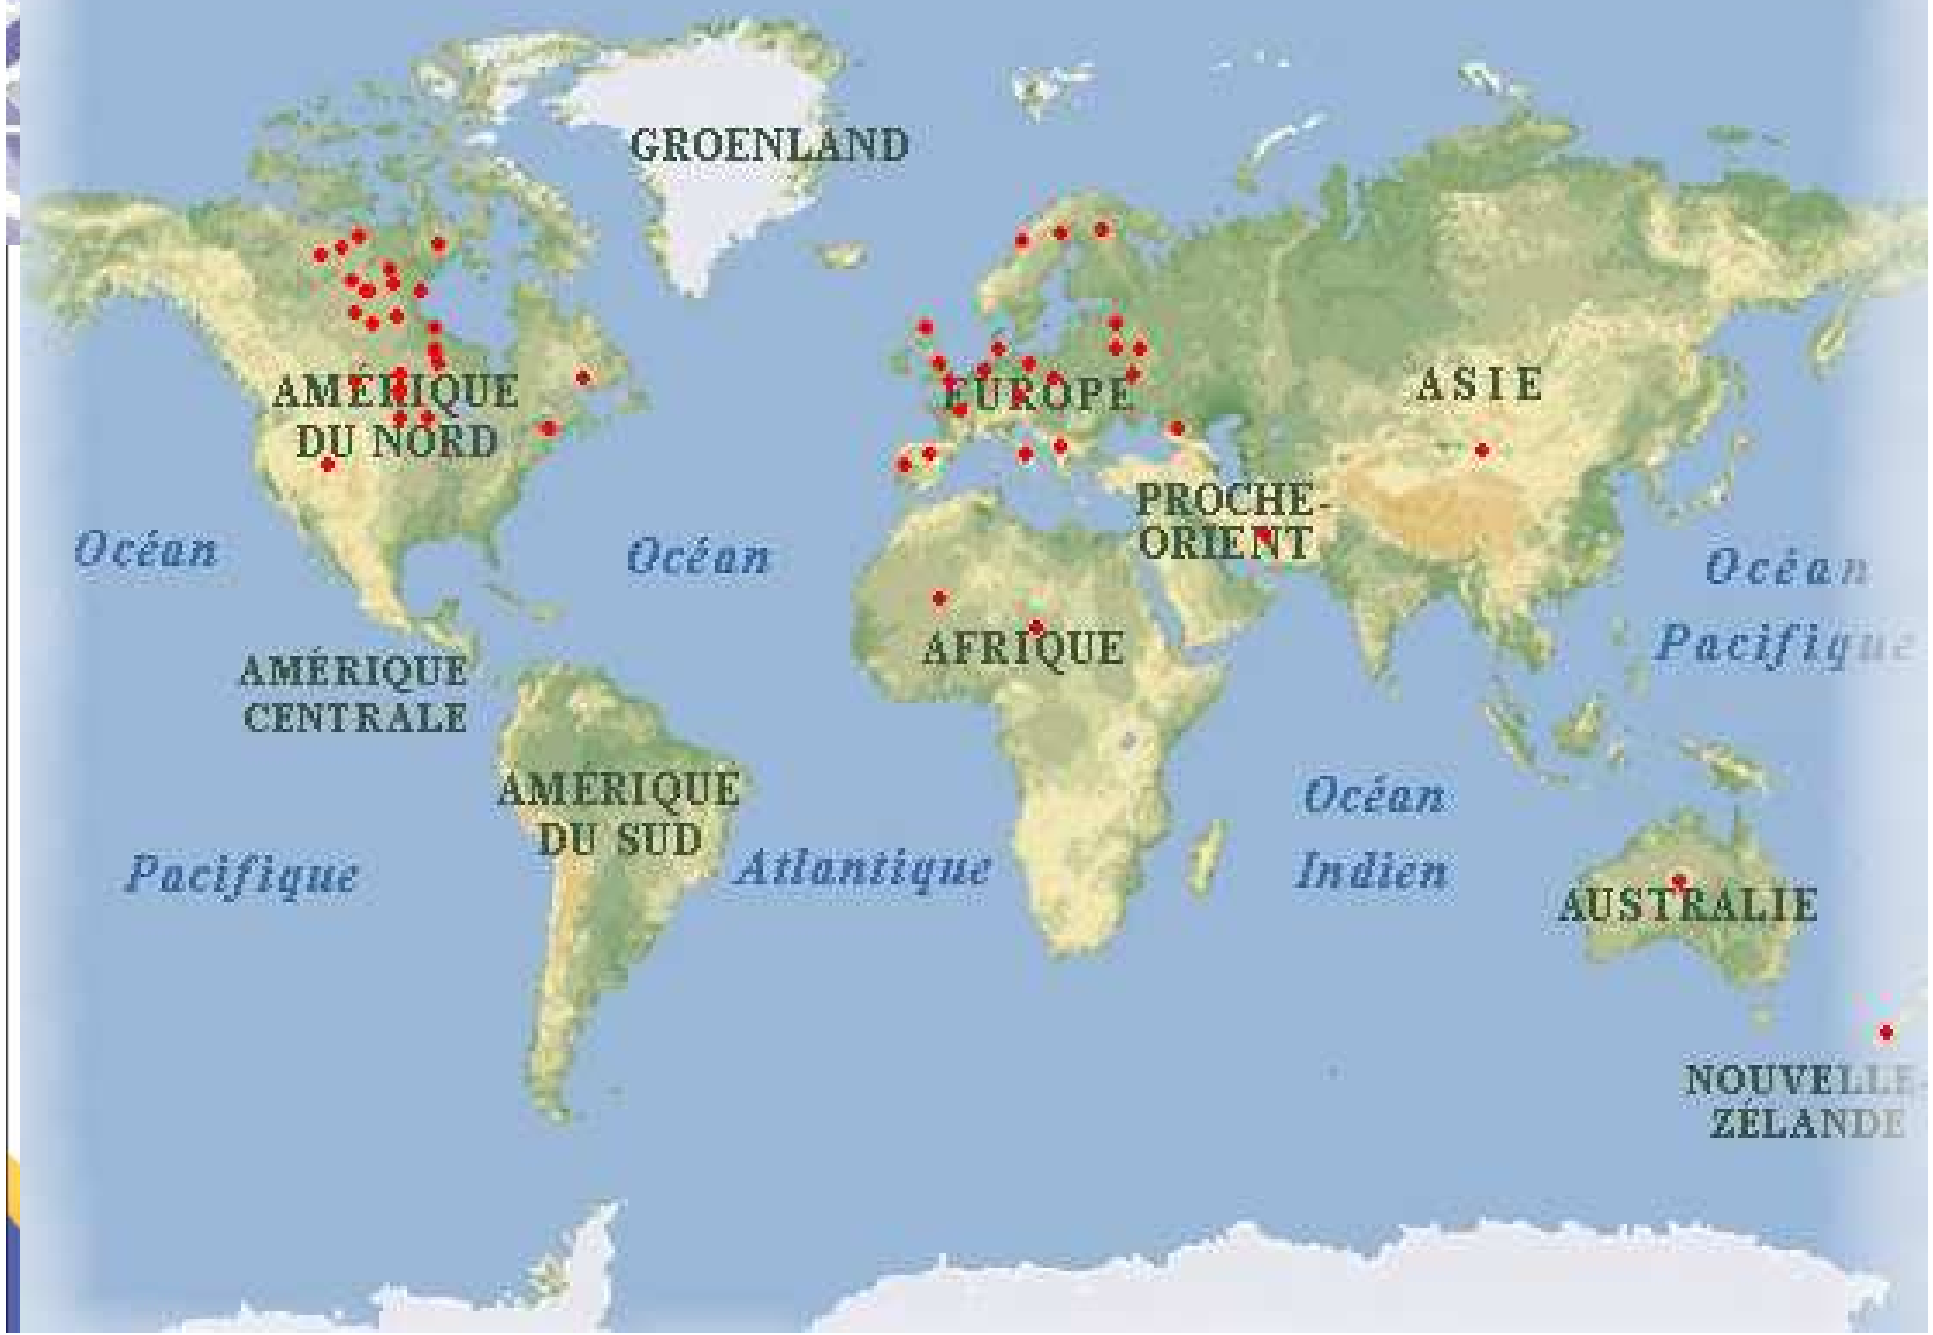 GROENLAND
AMÉRIQUE
DU NORD
EUROPE
ASIE
PROCHE-
ORIENT
Océan
Océan
Océan
Pacifique
AFRIQUE
AMÉRIQUE
CENTRALE
AMÉRIQUE
DU SUD
Océan
Indien
Pacifique
Atlantique
AUSTRALIE
NOUVELLE-
ZÉLANDE